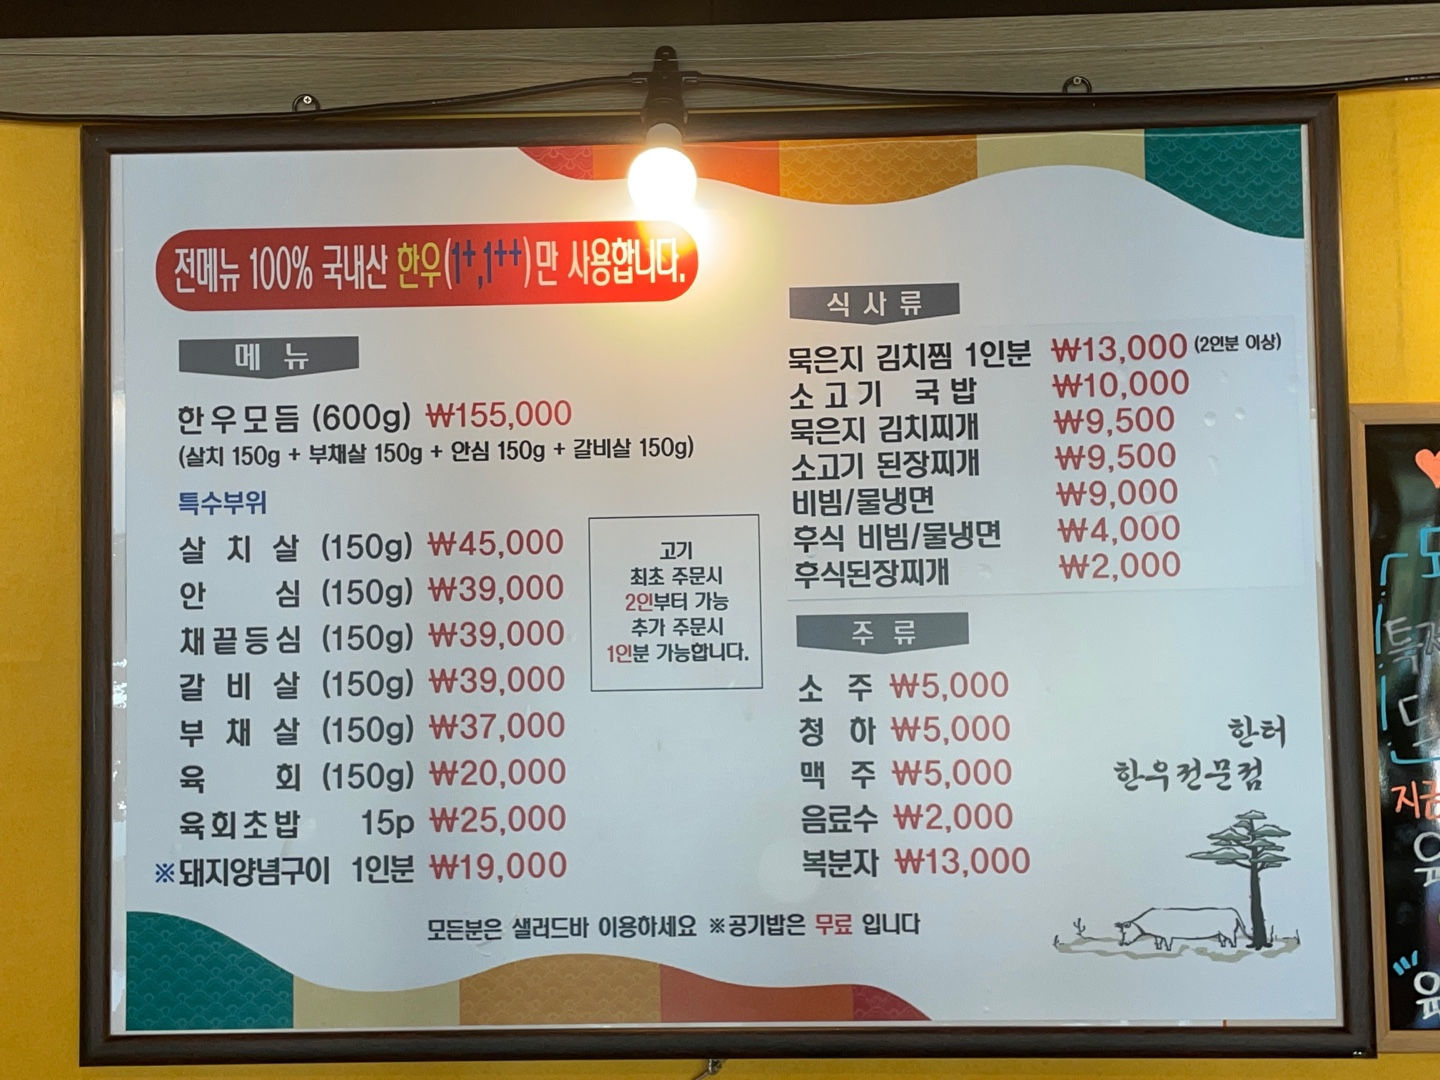 전메뉴 100% 국내산 한우(1⁺,1⁺⁺)만 사용합니다.
메 뉴
한우모듬 (600g) ₩155,000
(살치 150g + 부채살 150g + 안심 150g + 갈비살 150g)
특수부위
살 치 살 (150g) ₩45,000
안 심 (150g) ₩39,000
채끝등심 (150g) ₩39,000
갈 비 살 (150g) ₩39,000
부 채 살 (150g) ₩37,000
육 회 (150g) ₩20,000
육회초밥 15p ₩25,000
※돼지양념구이 1인분 ₩19,000
고기
최초 주문시
2인부터 가능
추가 주문시
1인분 가능합니다.
식 사 류
묵은지 김치찜 1인분 ₩13,000 (2인분 이상)
소고기 국밥 ₩10,000
묵은지 김치찌개 ₩9,500
소고기 된장찌개 ₩9,500
비빔/물냉면 ₩9,000
후식 비빔/물냉면 ₩4,000
후식된장찌개 ₩2,000
주 류
소 주 ₩5,000
청 하 ₩5,000
맥 주 ₩5,000
음료수 ₩2,000
복분자 ₩13,000
한터
한우전문점
모든분은 샐러드바 이용하세요 ※공기밥은 무료 입니다
지금